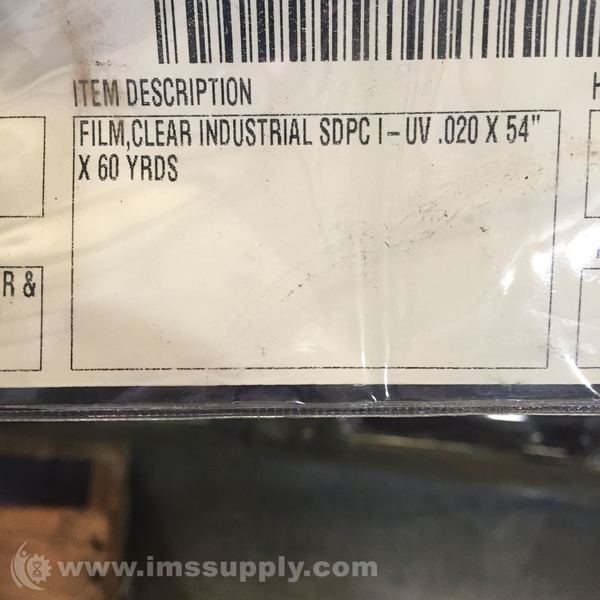 ITEM DESCRIPTION
H
FILM,CLEAR INDUSTRIAL SDPC I-UV .020 X 54"
X 60 YRDS
R &
www.imssupply.com